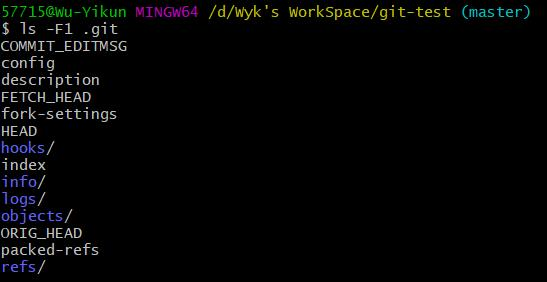 57715@Wu-Yikun MINGW64 /d/Wyk's WorkSpace/git-test (master)
$ ls -F1 .git
COMMIT_EDITMSG
config
description
FETCH_HEAD
fork-settings
HEAD
hooks/
index
info/
logs/
objects/
ORIG_HEAD
packed-refs
refs/